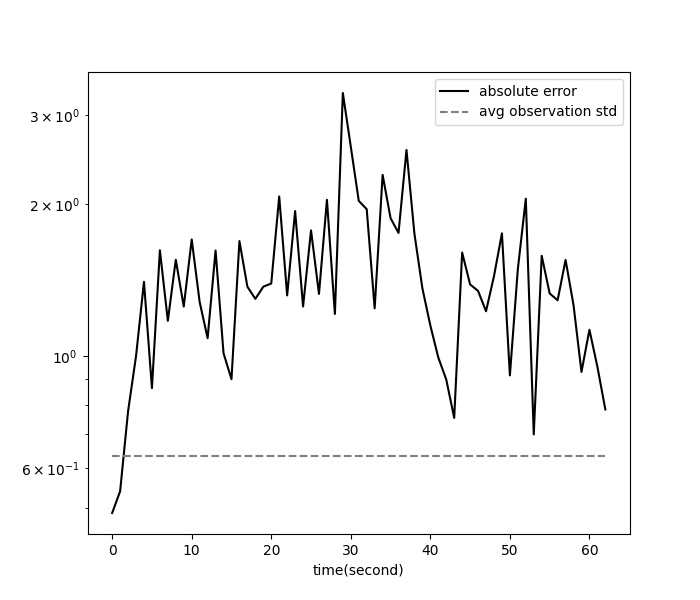 absolute error
avg observation std
3 × 10⁰
2 × 10⁰
10⁰
6 × 10⁻¹
0 10 20 30 40 50 60
time(second)